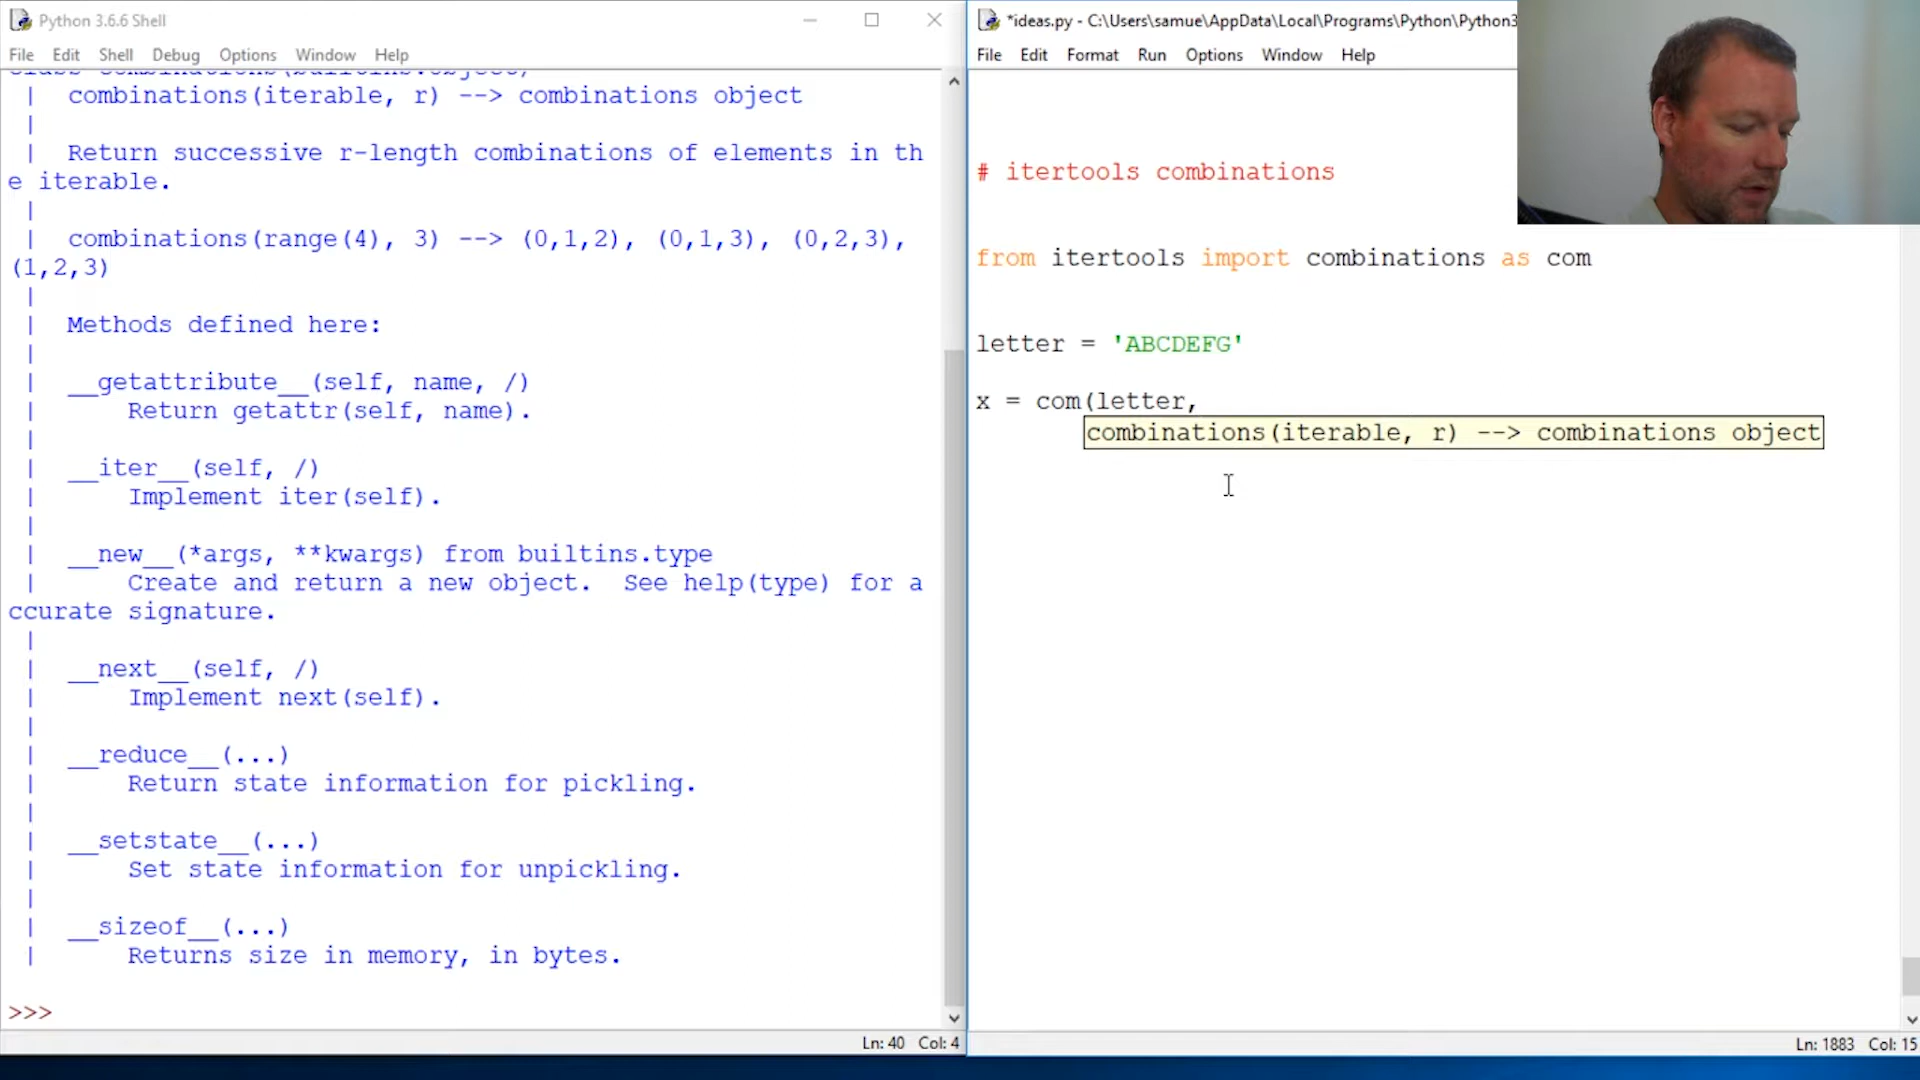 Python 3.6.6 Shell
File Edit Shell Debug Options Window Help
class combinations(builtins.object)
| combinations(iterable, r) --> combinations object
|
| Return successive r-length combinations of elements in th
e iterable.
|
| combinations(range(4), 3) --> (0,1,2), (0,1,3), (0,2,3),
(1,2,3)
|
| Methods defined here:
|
| __getattribute__(self, name, /)
| Return getattr(self, name).
|
| __iter__(self, /)
| Implement iter(self).
|
| __new__(*args, **kwargs) from builtins.type
| Create and return a new object. See help(type) for a
ccurate signature.
|
| __next__(self, /)
| Implement next(self).
|
| __reduce__(...)
| Return state information for pickling.
|
| __setstate__(...)
| Set state information for unpickling.
|
| __sizeof__(...)
| Returns size in memory, in bytes.
>>>
Ln: 40 Col: 4
*ideas.py - C:\Users\samue\AppData\Local\Programs\Python\Python3
File Edit Format Run Options Window Help
# itertools combinations
from itertools import combinations as com
letter = 'ABCDEFG'
x = com(letter,
combinations(iterable, r) --> combinations object
Ln: 1883 Col: 15